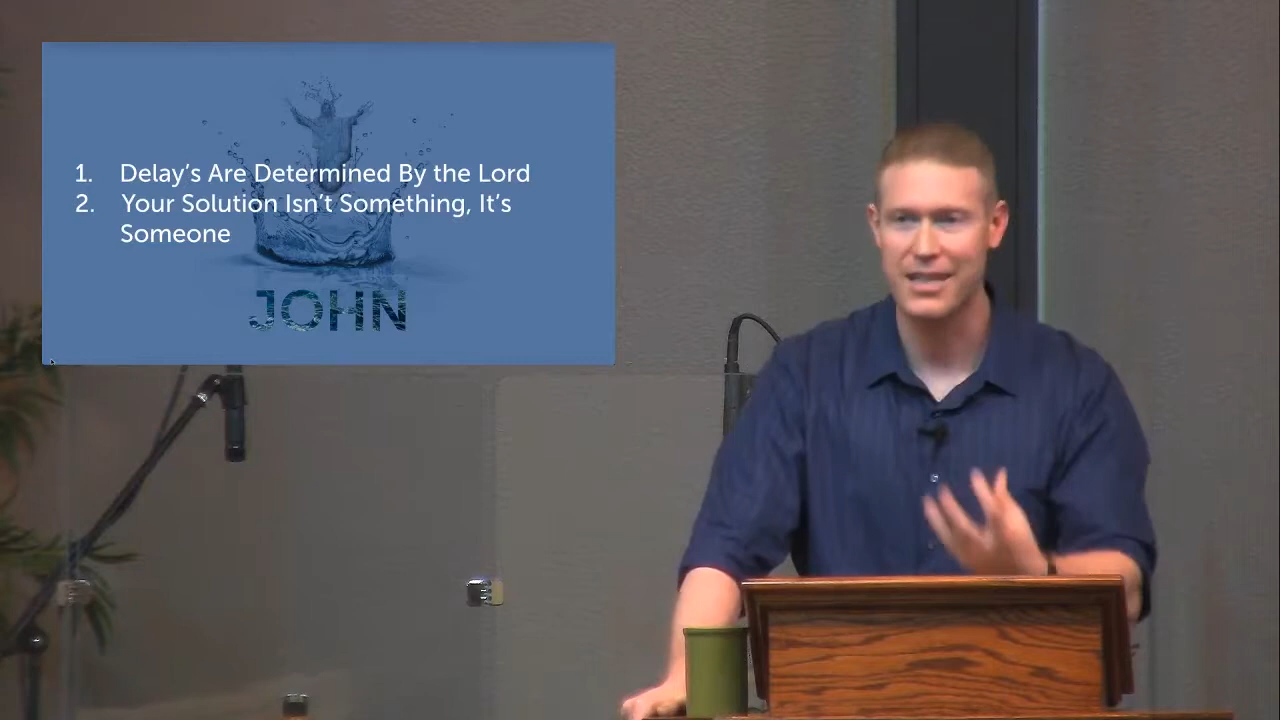 1. Delay's Are Determined By the Lord
2. Your Solution Isn't Something, It's
Someone
JOHN